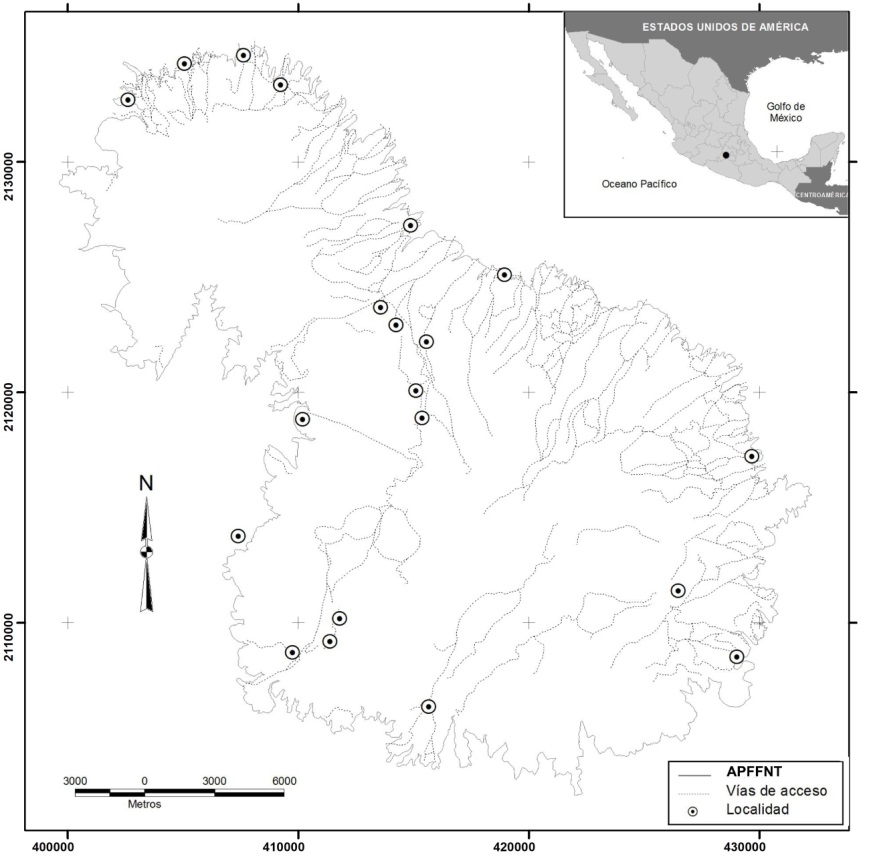 ESTADOS UNIDOS DE AMÉRICA
Golfo de
México
Oceano Pacífico
CENTROAMÉRICA
2130000
2120000
2110000
N
3000 0 3000 6000
Metros
APFFNT
Vías de acceso
Localidad
400000 410000 420000 430000